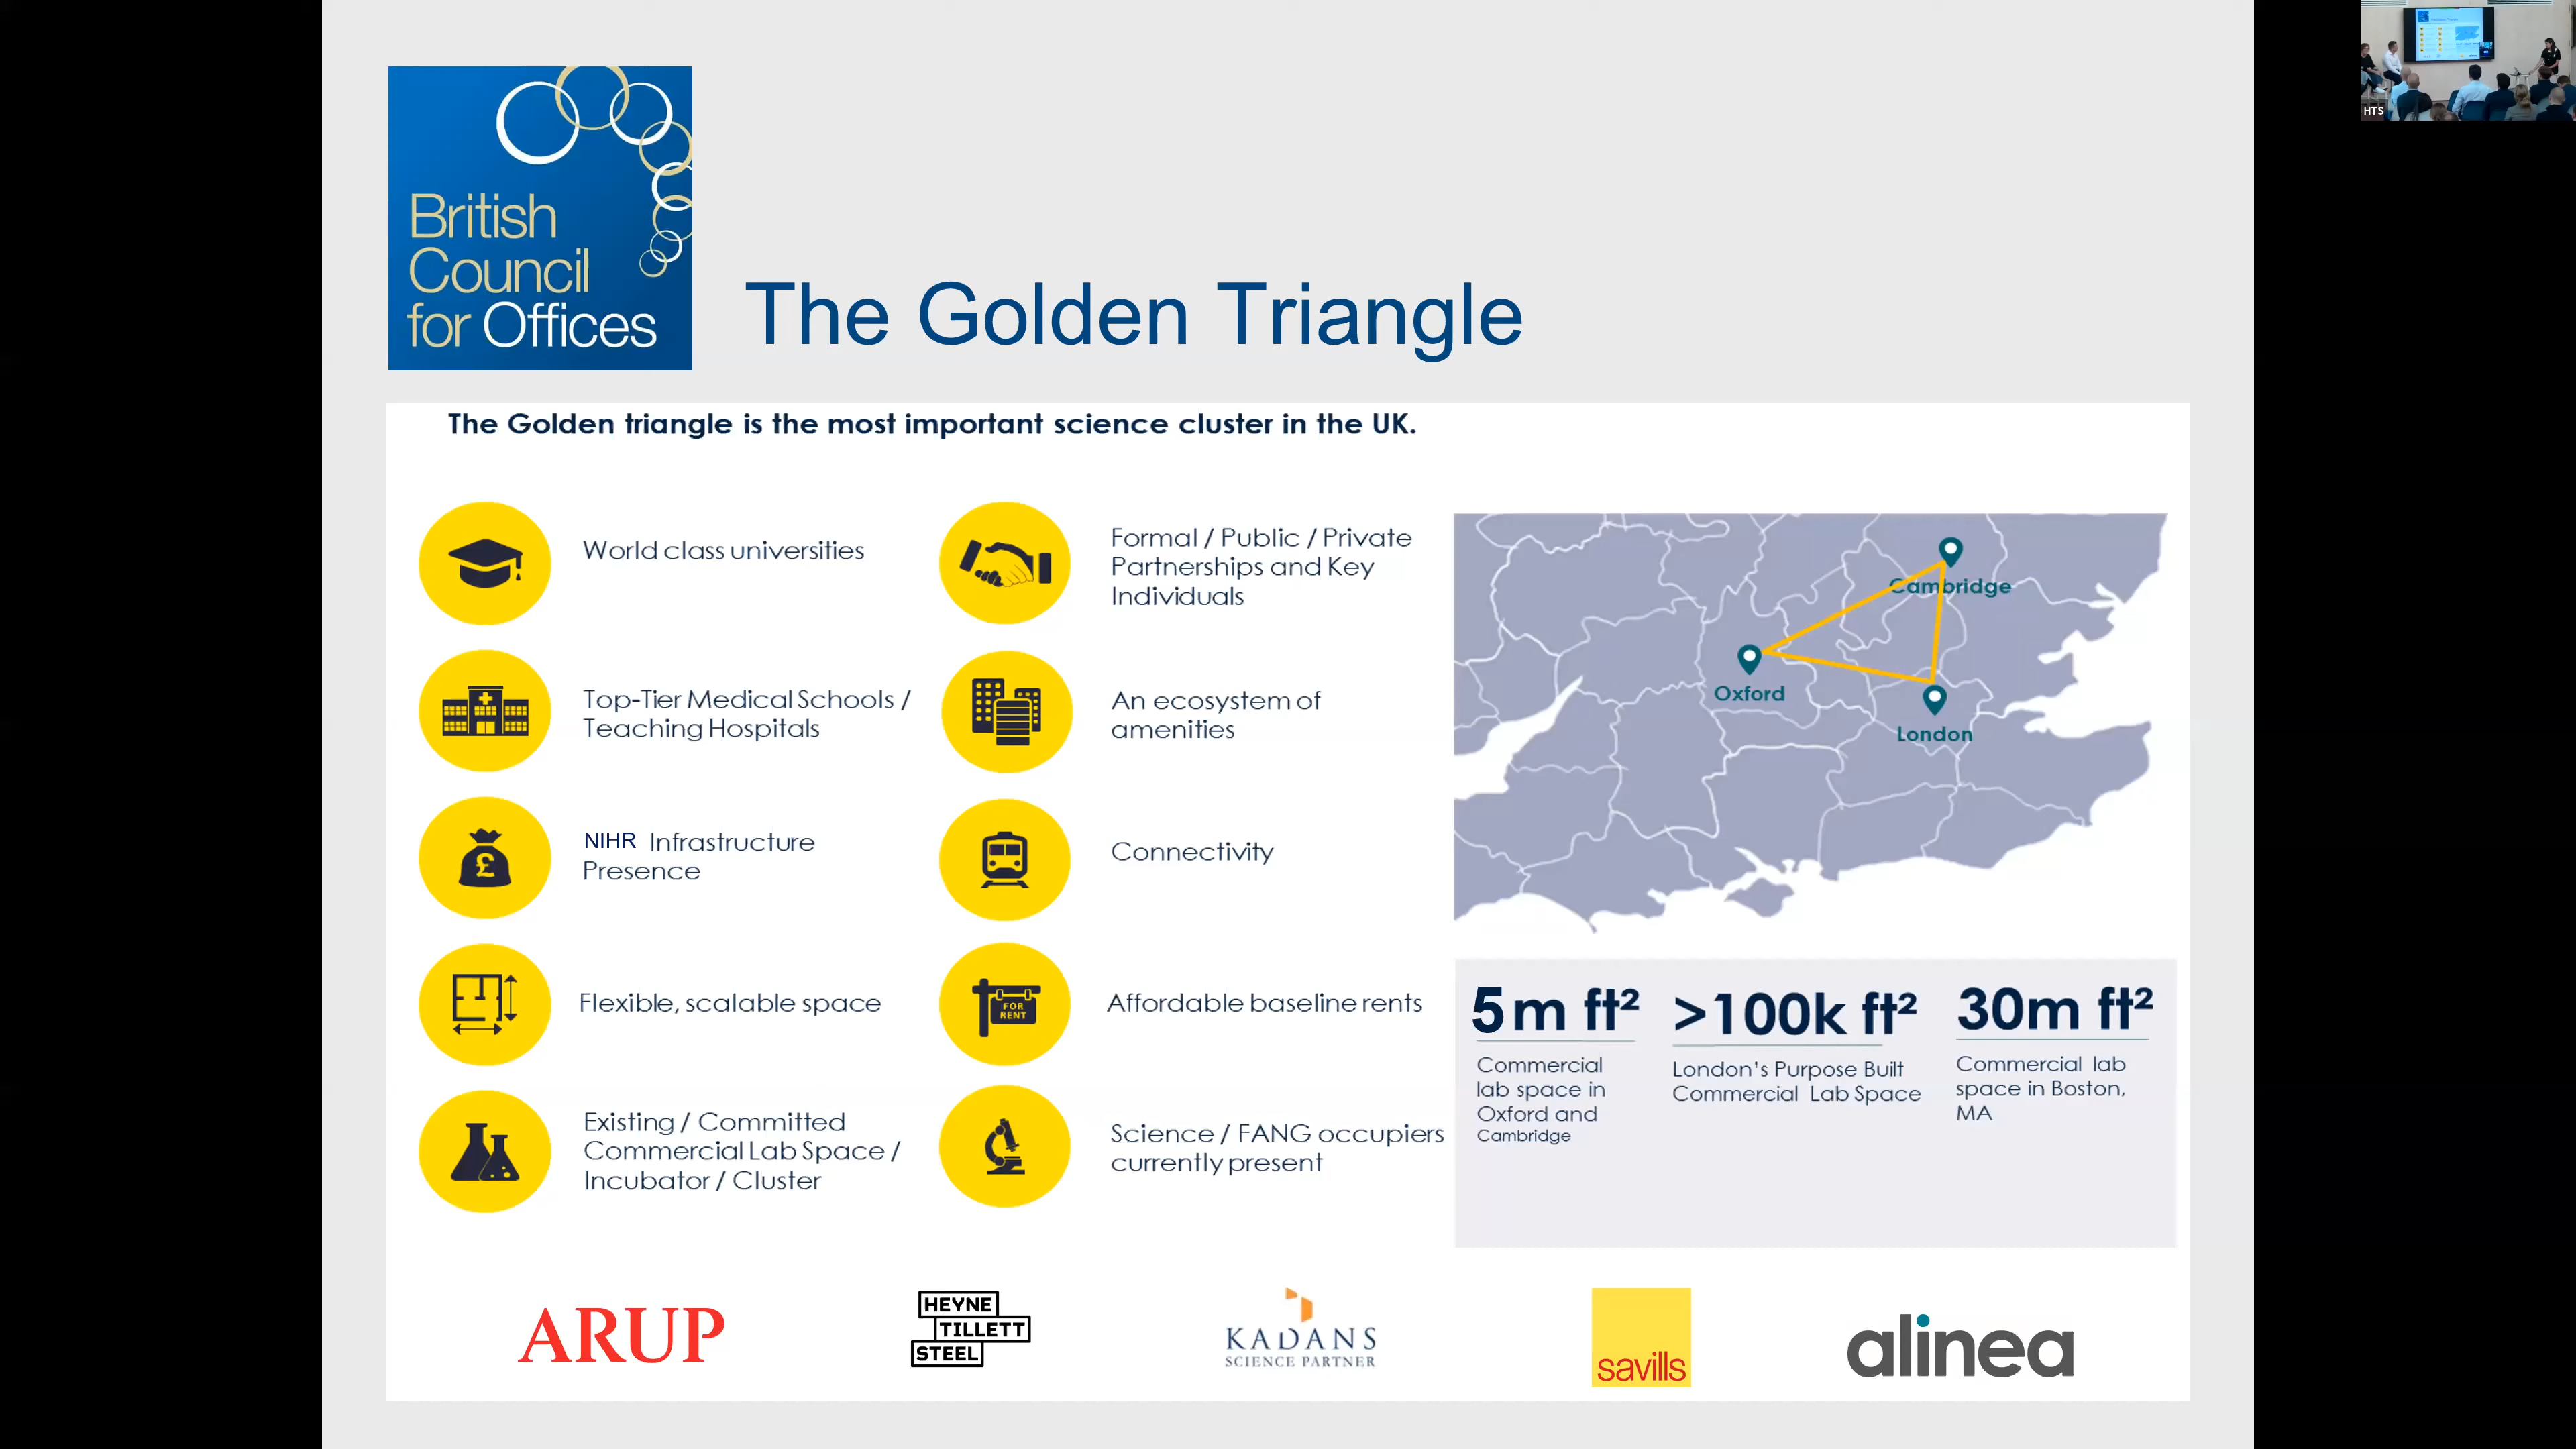 HTS
British
Council
for Offices
The Golden Triangle
The Golden triangle is the most important science cluster in the UK.
World class universities
Top-Tier Medical Schools /
Teaching Hospitals
NIHR Infrastructure
Presence
Flexible, scalable space
Existing / Committed
Commercial Lab Space /
Incubator / Cluster
Formal / Public / Private
Partnerships and Key
Individuals
An ecosystem of
amenities
Connectivity
FOR
RENT
Affordable baseline rents
Science / FANG occupiers
currently present
Cambridge
Oxford
London
5m ft²
Commercial
lab space in
Oxford and
Cambridge
>100k ft²
London's Purpose Built
Commercial Lab Space
30m ft²
Commercial lab
space in Boston,
MA
ARUP
HEYNE
TILLETT
STEEL
KADANS
SCIENCE PARTNER
savills
alinea